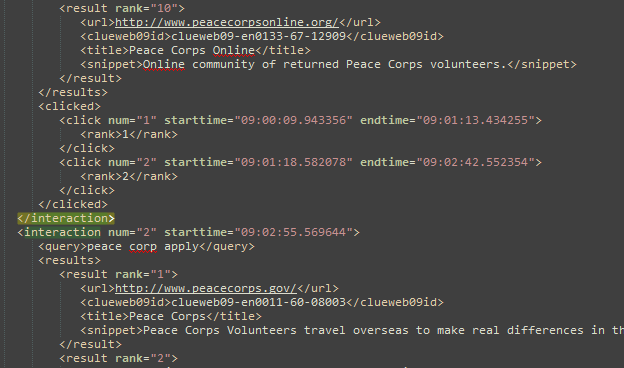 <result rank="10">
<url>http://www.peacecorpsonline.org/</url>
<clueweb09id>clueweb09-en0133-67-12909</clueweb09id>
<title>Peace Corps Online</title>
<snippet>Online community of returned Peace Corps volunteers.</snippet>
</result>
</results>
<clicked>
<click num="1" starttime="09:00:09.943356" endtime="09:01:13.434255">
<rank>1</rank>
</click>
<click num="2" starttime="09:01:18.582078" endtime="09:02:42.552354">
<rank>2</rank>
</click>
</clicked>
</interaction>
<interaction num="2" starttime="09:02:55.569644">
<query>peace corp apply</query>
<results>
<result rank="1">
<url>http://www.peacecorps.gov/</url>
<clueweb09id>clueweb09-en0011-60-08003</clueweb09id>
<title>Peace Corps</title>
<snippet>Peace Corps Volunteers travel overseas to make real differences in th
</result>
<result rank="2">